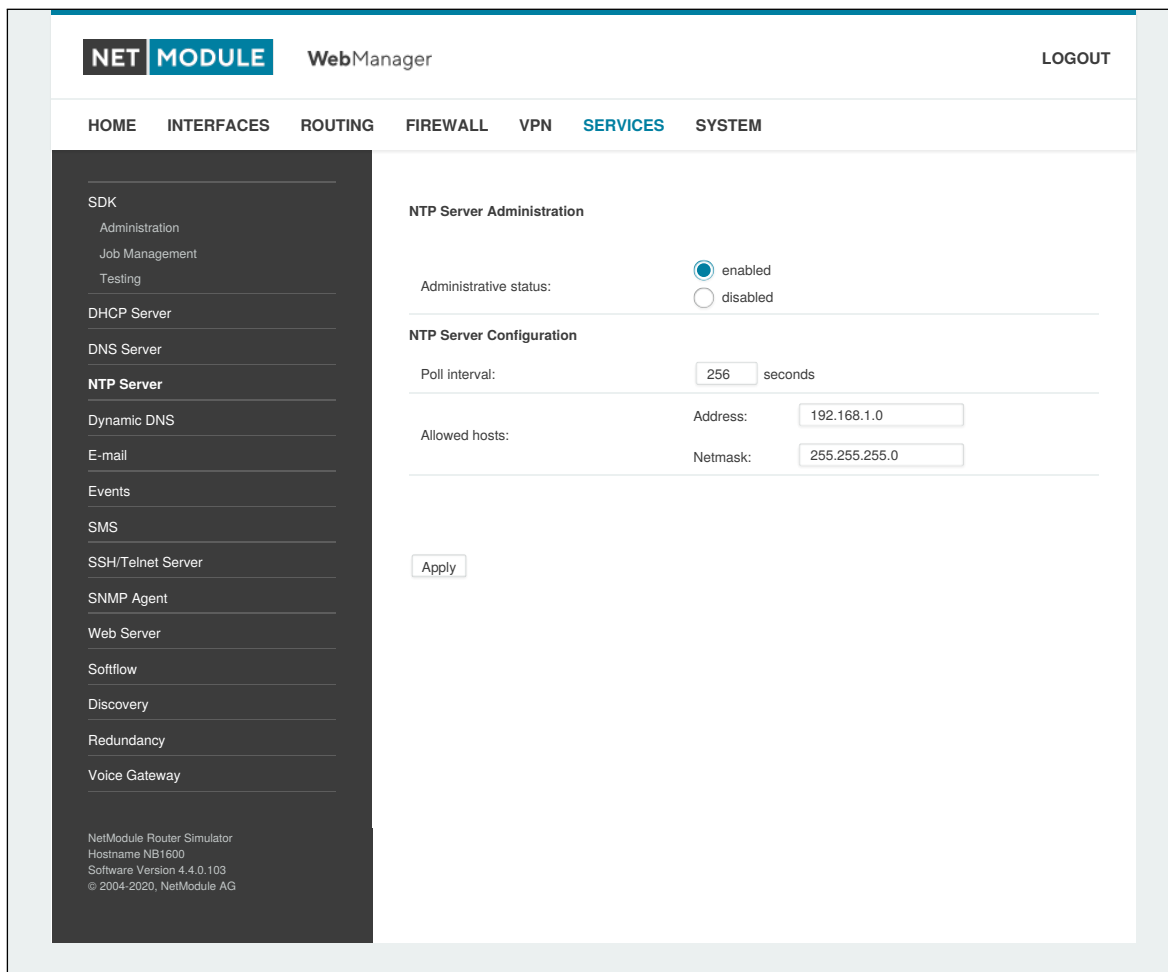 NET MODULE WebManager LOGOUT
HOME INTERFACES ROUTING FIREWALL VPN SERVICES SYSTEM
SDK
Administration
Job Management
Testing
DHCP Server
DNS Server
NTP Server
Dynamic DNS
E-mail
Events
SMS
SSH/Telnet Server
SNMP Agent
Web Server
Softflow
Discovery
Redundancy
Voice Gateway
NetModule Router Simulator
Hostname NB1600
Software Version 4.4.0.103
© 2004-2020, NetModule AG
NTP Server Administration
Administrative status:
enabled
disabled
NTP Server Configuration
Poll interval: 256 seconds
Allowed hosts:
Address: 192.168.1.0
Netmask: 255.255.255.0
Apply